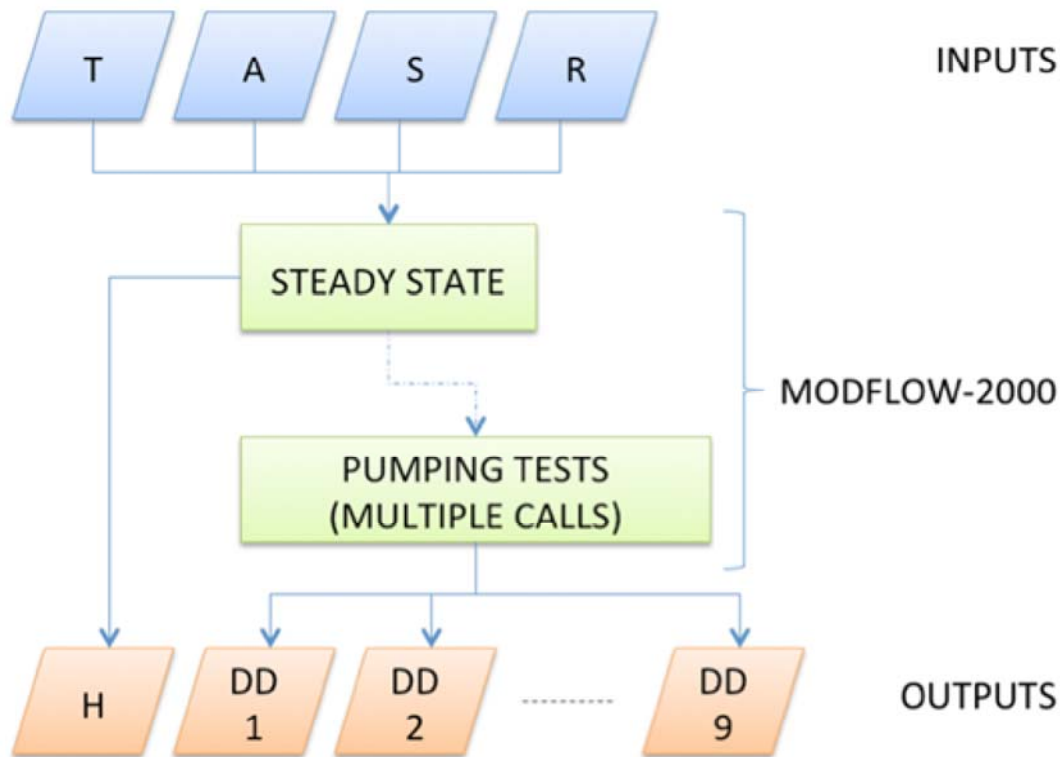 T A S R INPUTS
STEADY STATE
MODFLOW-2000
PUMPING TESTS
(MULTIPLE CALLS)
H DD DD DD OUTPUTS
1 2 9